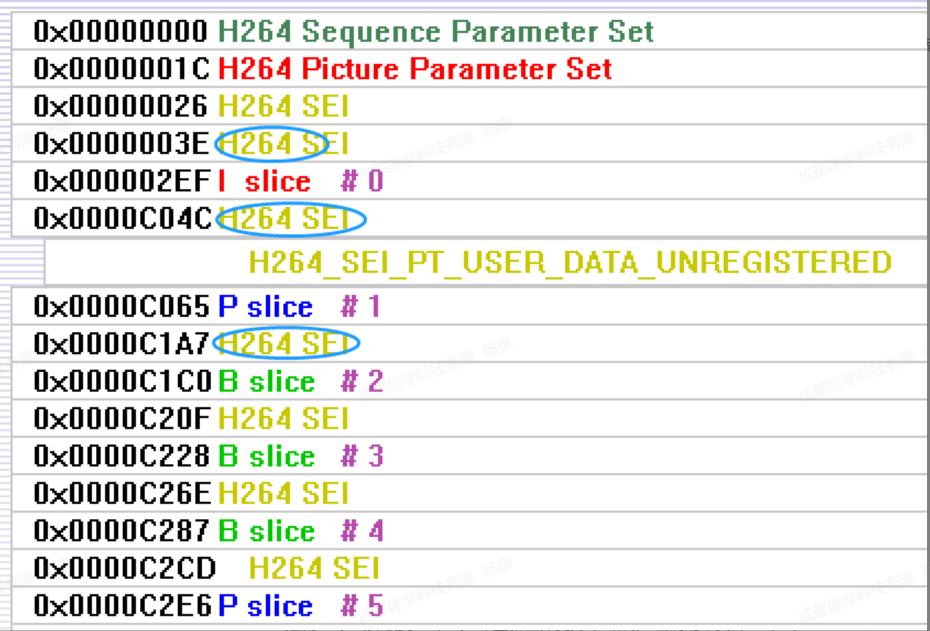 0x00000000 H264 Sequence Parameter Set
0x0000001C H264 Picture Parameter Set
0x00000026 H264 SEI
0x0000003E H264 SEI
0x000002EF I slice # 0
0x0000C04C H264 SEI
H264_SEI_PT_USER_DATA_UNREGISTERED
0x0000C065 P slice # 1
0x0000C1A7 H264 SEI
0x0000C1C0 B slice # 2
0x0000C20F H264 SEI
0x0000C228 B slice # 3
0x0000C26E H264 SEI
0x0000C287 B slice # 4
0x0000C2CD H264 SEI
0x0000C2E6 P slice # 5